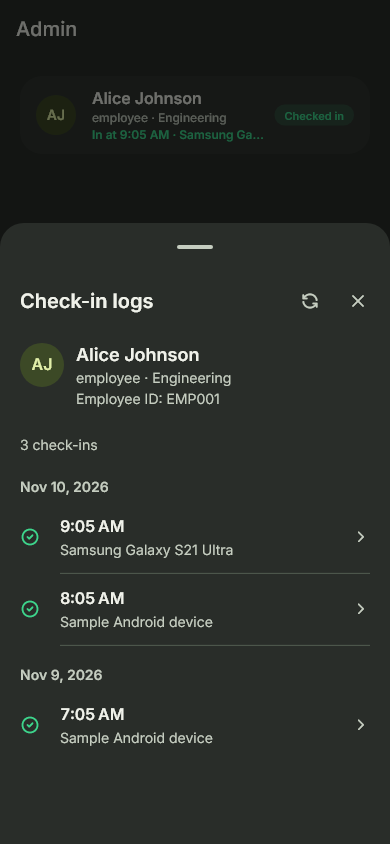 Admin
AJ
Alice Johnson
employee · Engineering
In at 9:05 AM · Samsung Ga...
Checked in
Check-in logs
AJ
Alice Johnson
employee · Engineering
Employee ID: EMP001
3 check-ins
Nov 10, 2026
9:05 AM
Samsung Galaxy S21 Ultra
8:05 AM
Sample Android device
Nov 9, 2026
7:05 AM
Sample Android device